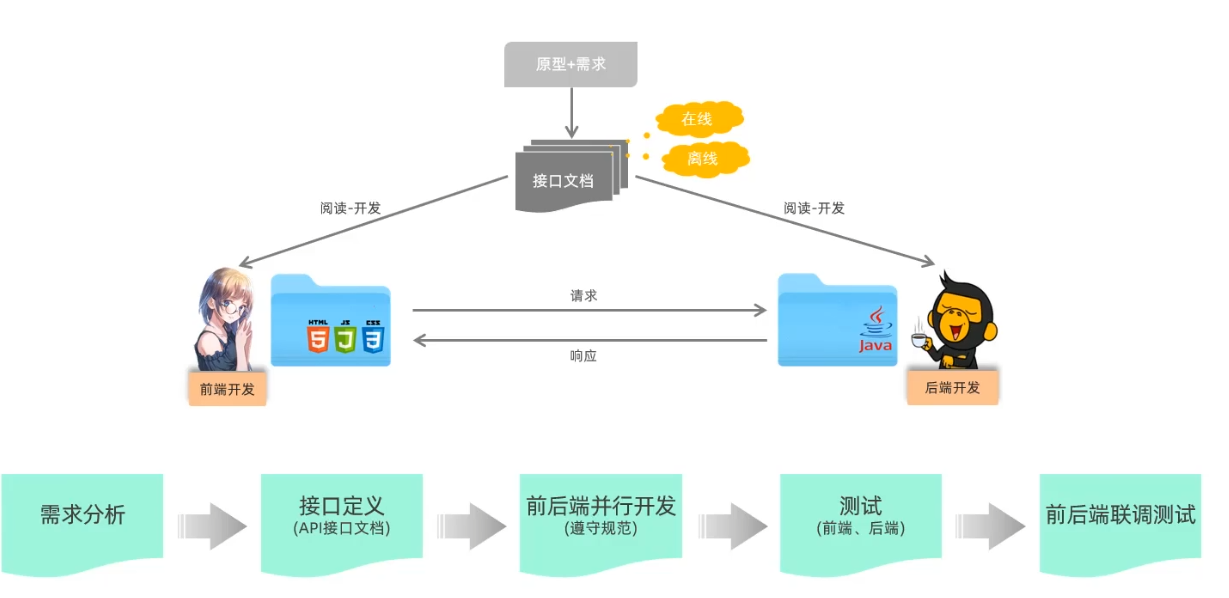 原型+需求
在线
离线
接口文档
阅读-开发
阅读-开发
请求
HTML JS CSS
5 J 3
Java
响应
前端开发
后端开发
需求分析
接口定义
(API接口文档)
前后端并行开发
(遵守规范)
测试
(前端、后端)
前后端联调测试